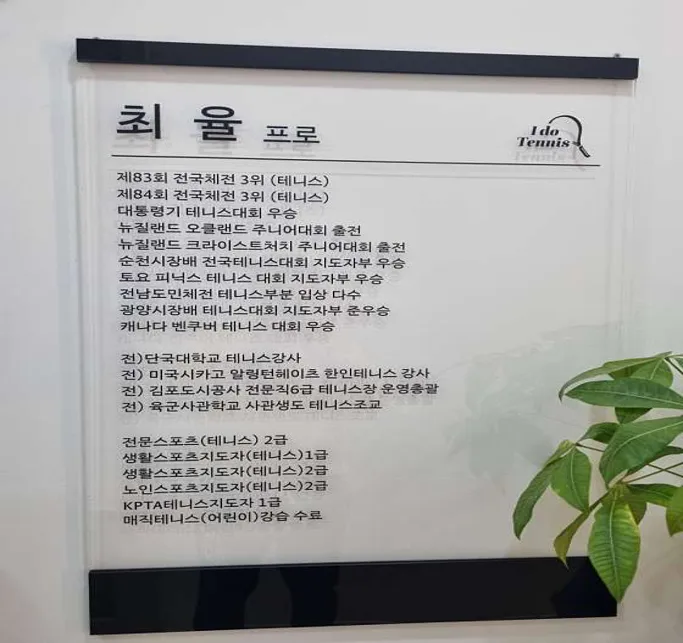 최 율 프로
I do
Tennis
제83회 전국체전 3위 (테니스)
제84회 전국체전 3위 (테니스)
대통령기 테니스대회 우승
뉴질랜드 오클랜드 주니어대회 출전
뉴질랜드 크라이스트처치 주니어대회 출전
순천시장배 전국테니스대회 지도자부 우승
토요 피닉스 테니스 대회 지도자부 우승
전남도민체전 테니스부분 입상 다수
광양시장배 테니스대회 지도자부 준우승
캐나다 벤쿠버 테니스 대회 우승
전)단국대학교 테니스강사
전) 미국시카고 알링턴헤이츠 한인테니스 강사
전) 김포도시공사 전문직6급 테니스장 운영총괄
전) 육군사관학교 사관생도 테니스조교
전문스포츠(테니스) 2급
생활스포츠지도자(테니스)1급
생활스포츠지도자(테니스)2급
노인스포츠지도자(테니스)2급
KPTA테니스지도자 1급
매직테니스(어린이)강습 수료